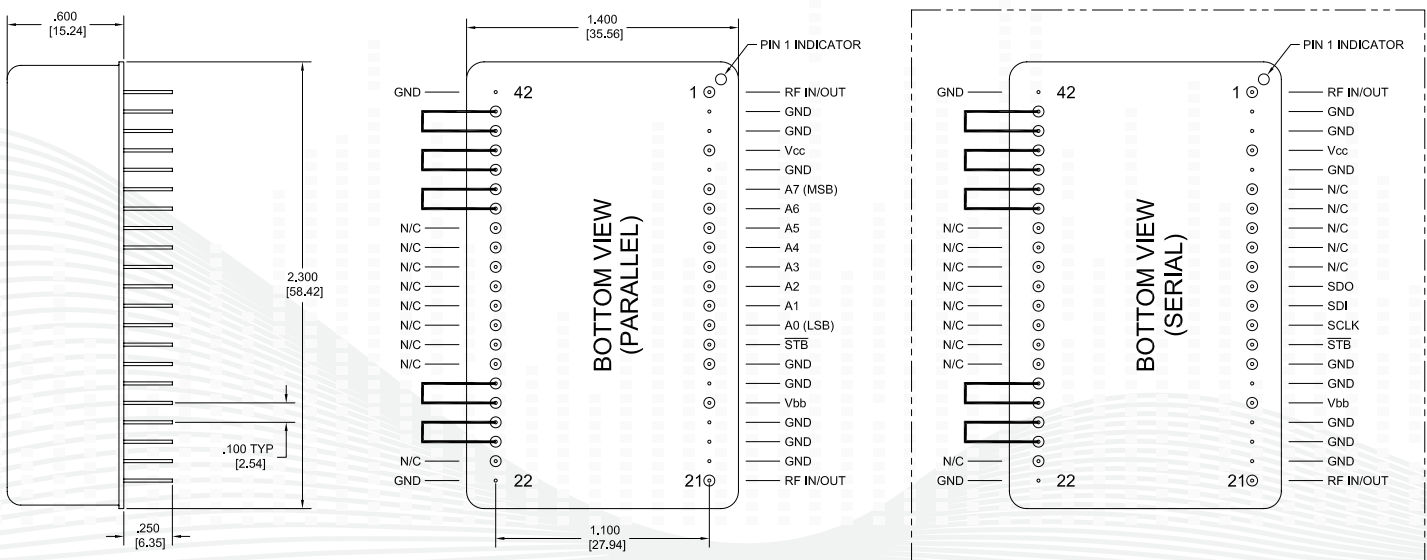 .600
[15.24]
2.300
[58.42]
.100 TYP
[2.54]
.250
[6.35]
1.400
[35.56]
PIN 1 INDICATOR
GND
42
1
RF IN/OUT
GND
GND
Vcc
GND
A7 (MSB)
A6
N/C
A5
N/C
A4
N/C
A3
N/C
A2
N/C
A1
N/C
A0 (LSB)
N/C
STB
N/C
GND
GND
Vbb
GND
GND
N/C
GND
GND
22
21
RF IN/OUT
BOTTOM VIEW
(PARALLEL)
1.100
[27.94]
PIN 1 INDICATOR
GND
42
1
RF IN/OUT
GND
GND
Vcc
GND
N/C
N/C
N/C
N/C
N/C
N/C
N/C
N/C
N/C
SDO
N/C
SDI
N/C
SCLK
N/C
STB
N/C
GND
GND
Vbb
GND
GND
N/C
GND
GND
22
21
RF IN/OUT
BOTTOM VIEW
(SERIAL)